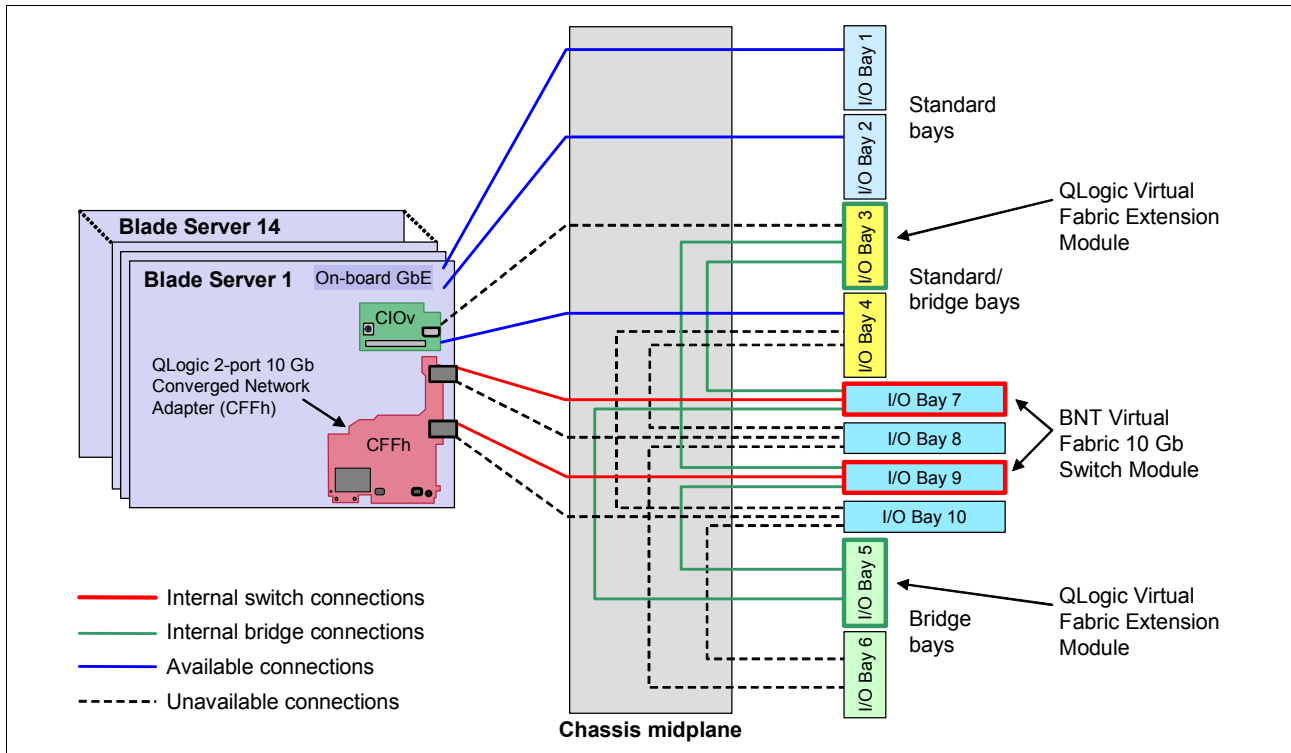 Blade Server 14
Blade Server 1
On-board GbE
CIOv
QLogic 2-port 10 Gb
Converged Network
Adapter (CFFh)
CFFh
Internal switch connections
Internal bridge connections
Available connections
Unavailable connections
Chassis midplane
I/O Bay 1
I/O Bay 2
Standard
bays
I/O Bay 3
I/O Bay 4
Standard/
bridge bays
QLogic Virtual
Fabric Extension
Module
I/O Bay 7
I/O Bay 8
I/O Bay 9
I/O Bay 10
BNT Virtual
Fabric 10 Gb
Switch Module
I/O Bay 5
I/O Bay 6
Bridge
bays
QLogic Virtual
Fabric Extension
Module